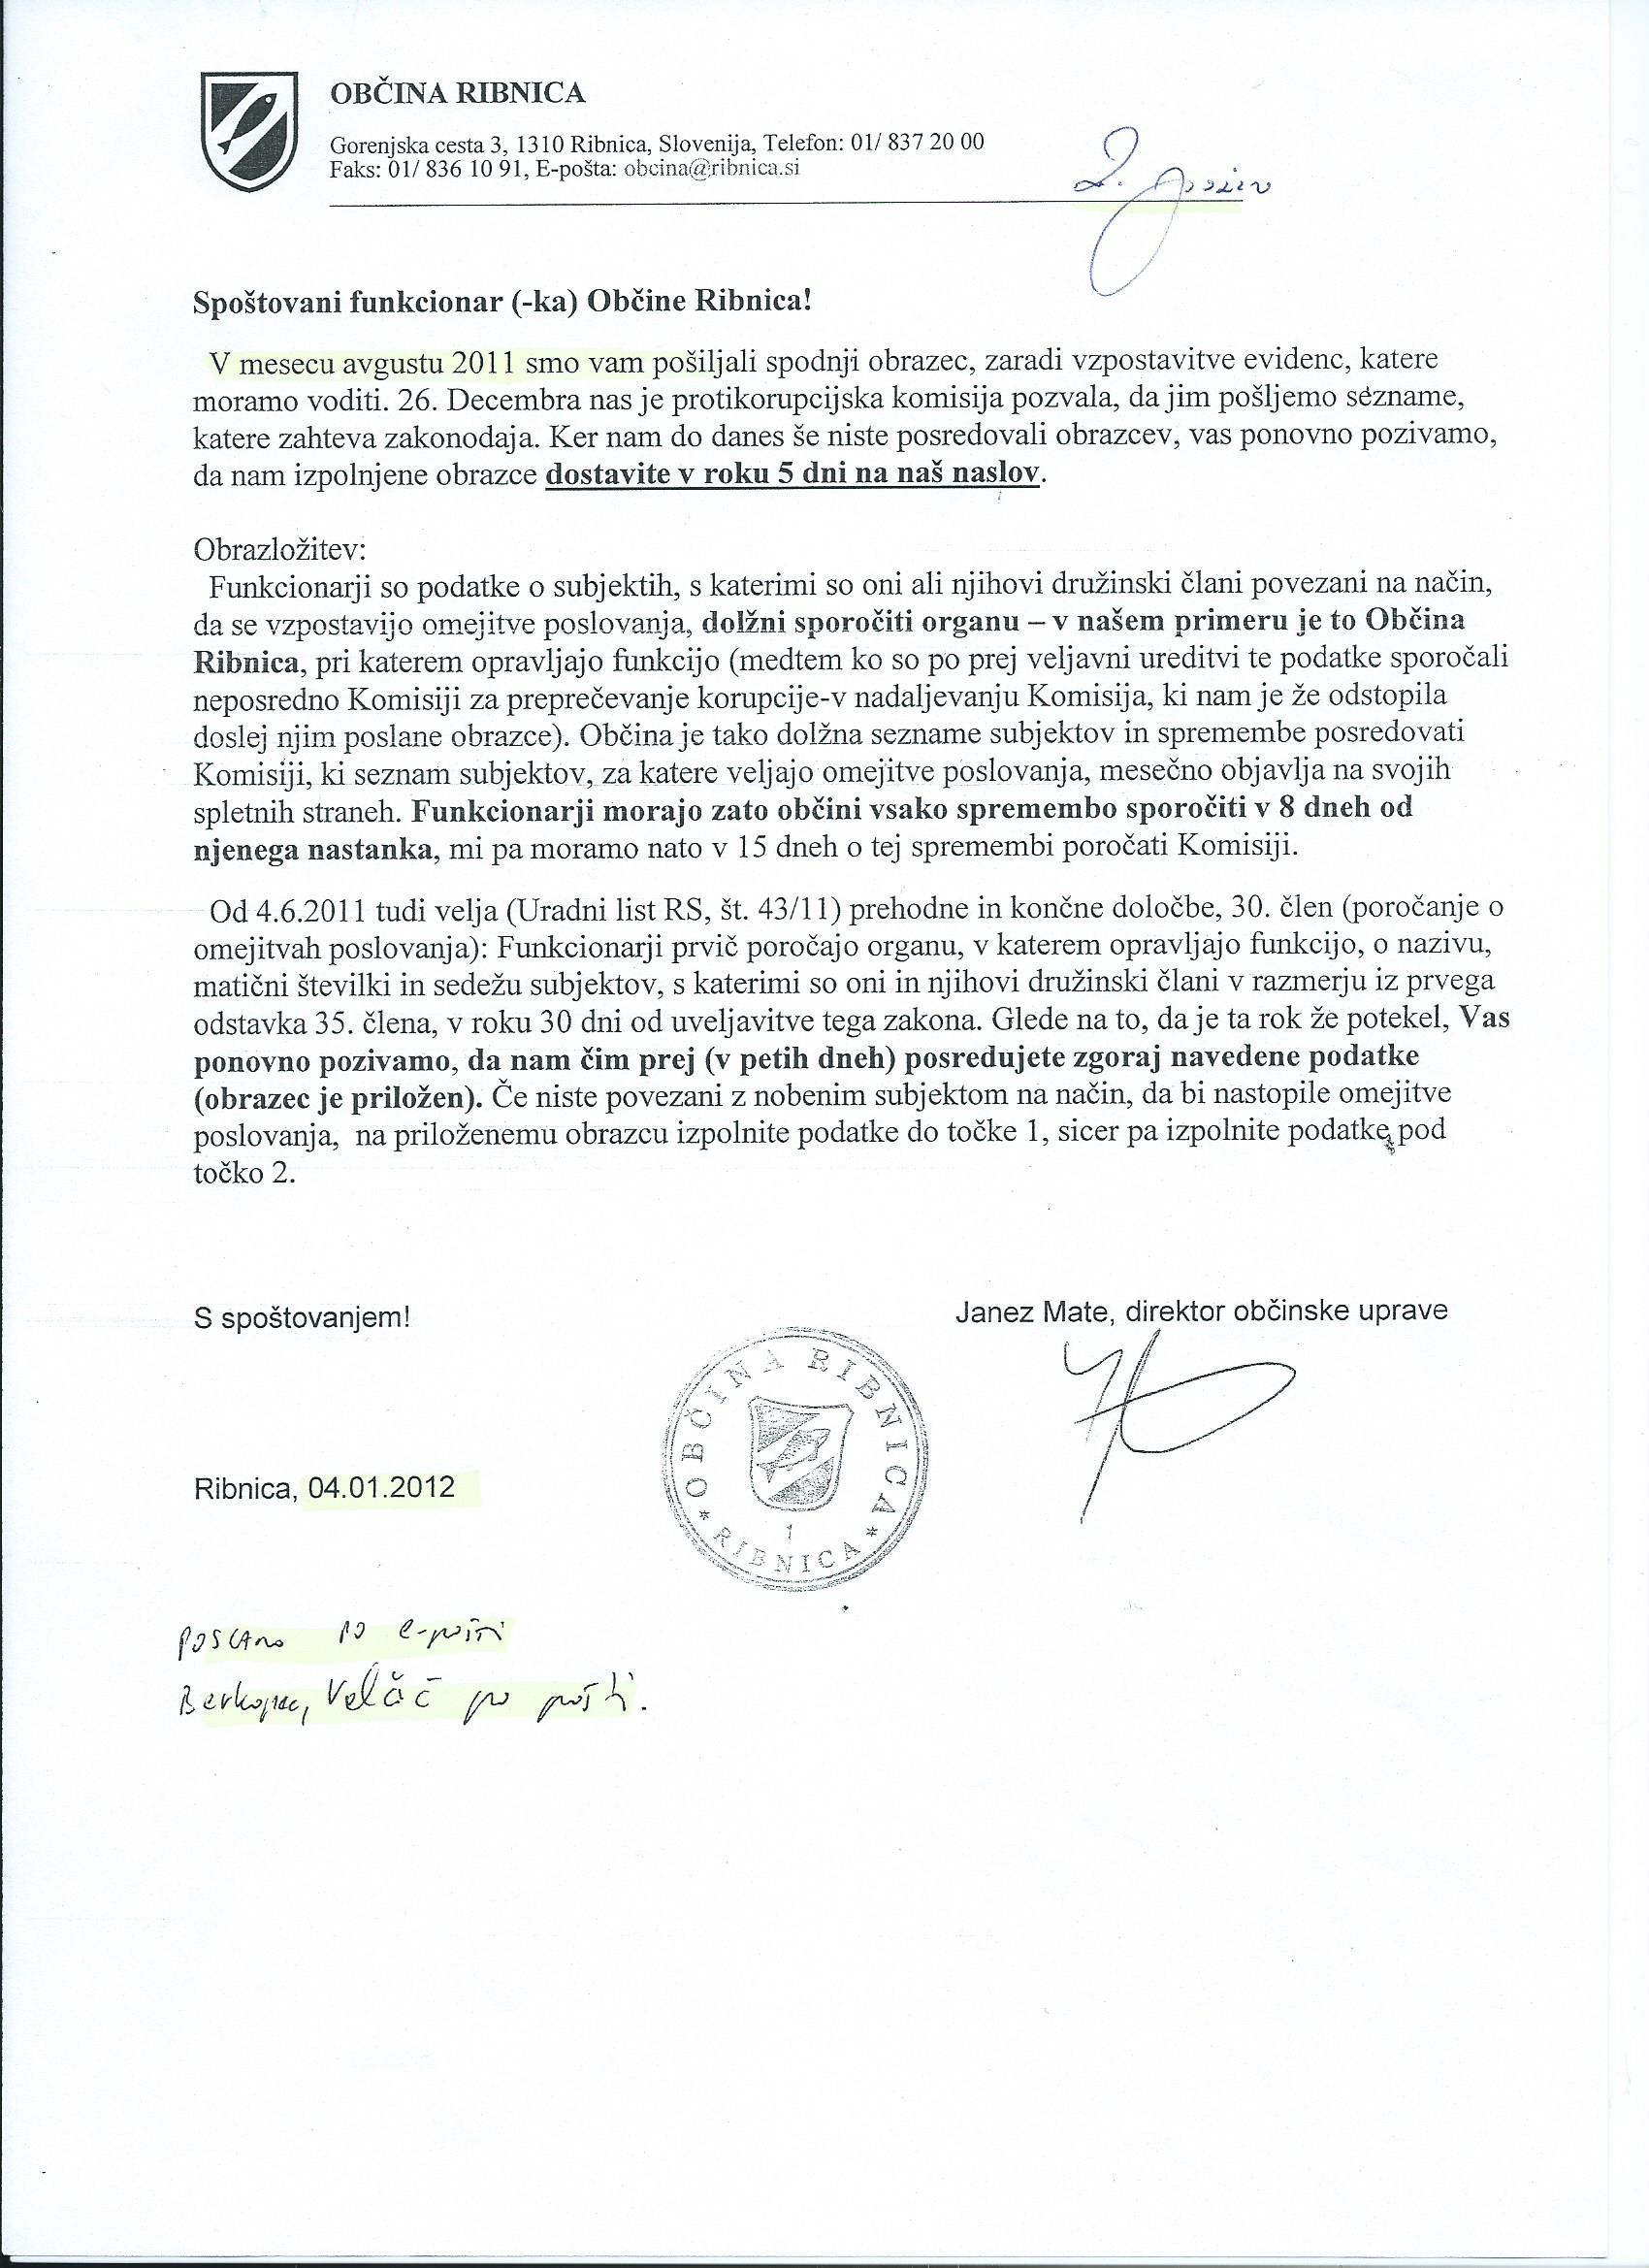 OBČINA RIBNICA
Gorenjska cesta 3, 1310 Ribnica, Slovenija, Telefon: 01/ 837 20 00
Faks: 01/ 836 10 91, E-pošta: obcina@ribnica.si
2. poziv
Spoštovani funkcionar (-ka) Občine Ribnica!
V mesecu avgustu 2011 smo vam pošiljali spodnji obrazec, zaradi vzpostavitve evidenc, katere
moramo voditi. 26. Decembra nas je protikorupcijska komisija pozvala, da jim pošljemo sezname,
katere zahteva zakonodaja. Ker nam do danes še niste posredovali obrazcev, vas ponovno pozivamo,
da nam izpolnjene obrazce dostavite v roku 5 dni na naš naslov.
Obrazložitev:
Funkcionarji so podatke o subjektih, s katerimi so oni ali njihovi družinski člani povezani na način,
da se vzpostavijo omejitve poslovanja, dolžni sporočiti organu – v našem primeru je to Občina
Ribnica, pri katerem opravljajo funkcijo (medtem ko so po prej veljavni ureditvi te podatke sporočali
neposredno Komisiji za preprečevanje korupcije-v nadaljevanju Komisija, ki nam je že odstopila
doslej njim poslane obrazce). Občina je tako dolžna sezname subjektov in spremembe posredovati
Komisiji, ki seznam subjektov, za katere veljajo omejitve poslovanja, mesečno objavlja na svojih
spletnih straneh. Funkcionarji morajo zato občini vsako spremembo sporočiti v 8 dneh od
njenega nastanka, mi pa moramo nato v 15 dneh o tej spremembi poročati Komisiji.
Od 4.6.2011 tudi velja (Uradni list RS, št. 43/11) prehodne in končne določbe, 30. člen (poročanje o
omejitvah poslovanja): Funkcionarji prvič poročajo organu, v katerem opravljajo funkcijo, o nazivu,
matični številki in sedežu subjektov, s katerimi so oni in njihovi družinski člani v razmerju iz prvega
odstavka 35. člena, v roku 30 dni od uveljavitve tega zakona. Glede na to, da je ta rok že potekel, Vas
ponovno pozivamo, da nam čim prej (v petih dneh) posredujete zgoraj navedene podatke
(obrazec je priložen). Če niste povezani z nobenim subjektom na način, da bi nastopile omejitve
poslovanja, na priloženemu obrazcu izpolnite podatke do točke 1, sicer pa izpolnite podatke pod
točko 2.
S spoštovanjem!
Janez Mate, direktor občinske uprave
OBČINA RIBNICA
1
* RIBNICA *
Ribnica, 04.01.2012
POSLANO PO e-pošti
po pošti.